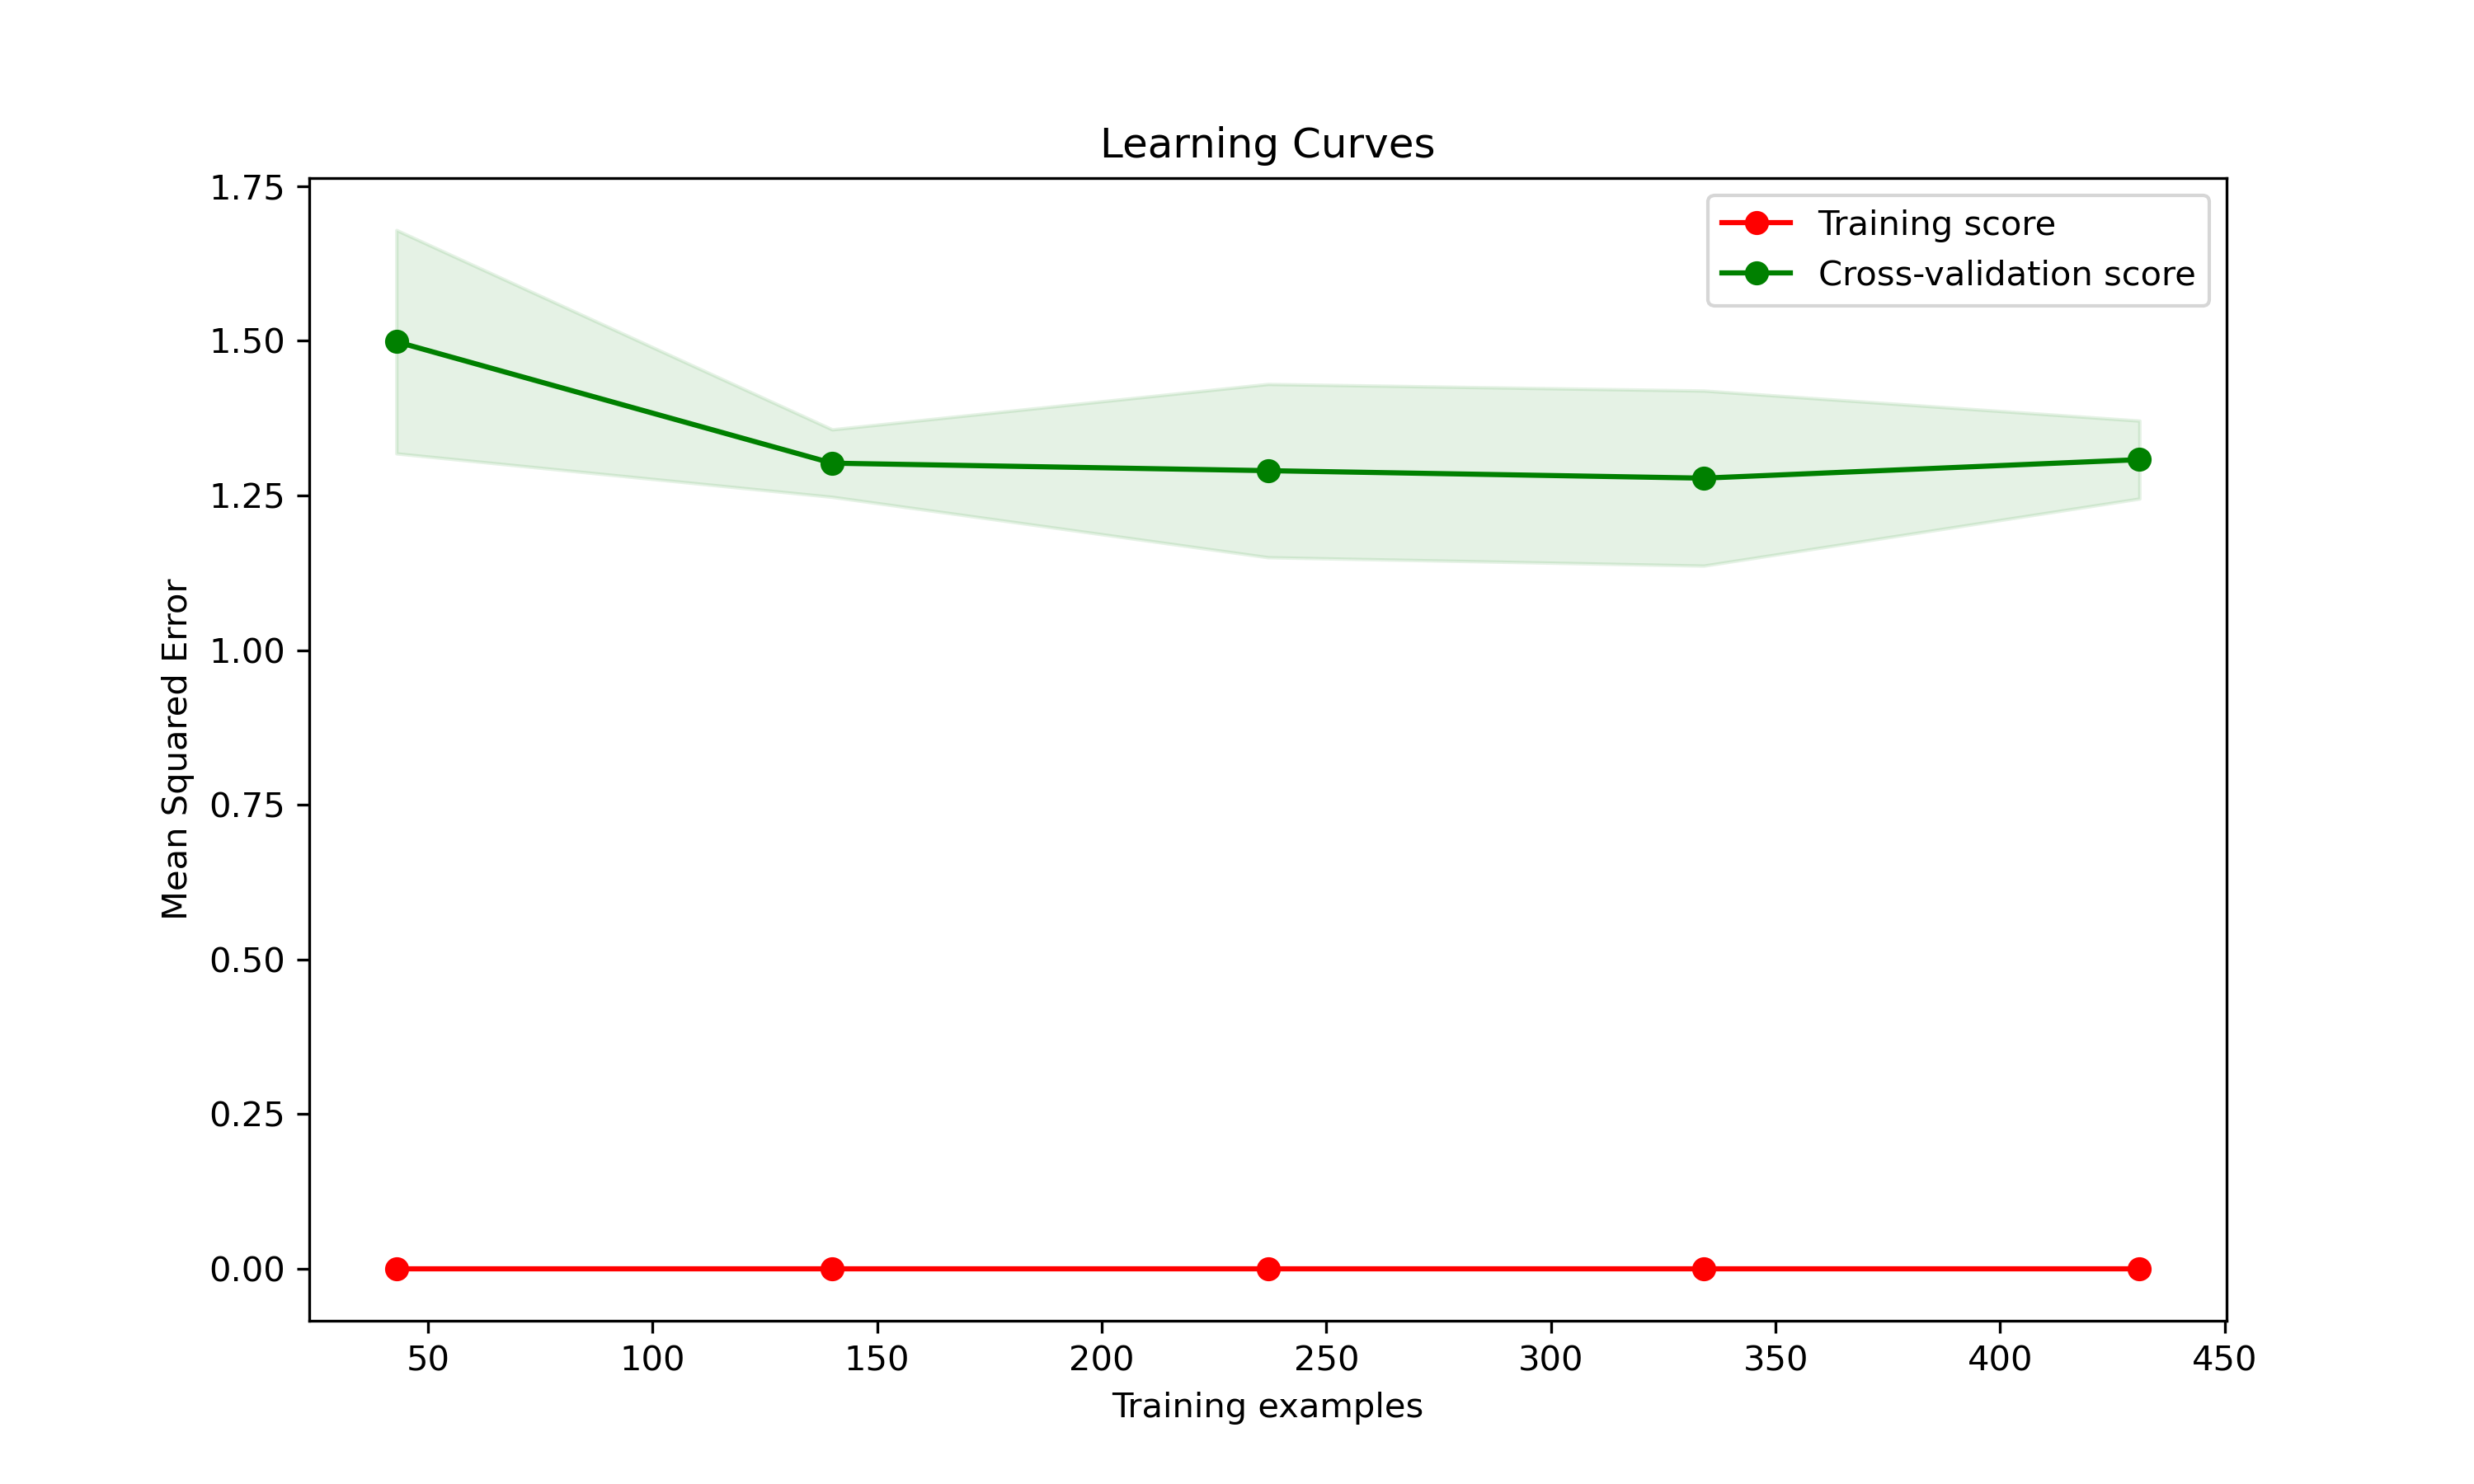 Learning Curves
Training score
Cross-validation score
Mean Squared Error
1.75
1.50
1.25
1.00
0.75
0.50
0.25
0.00
50 100 150 200 250 300 350 400 450
Training examples